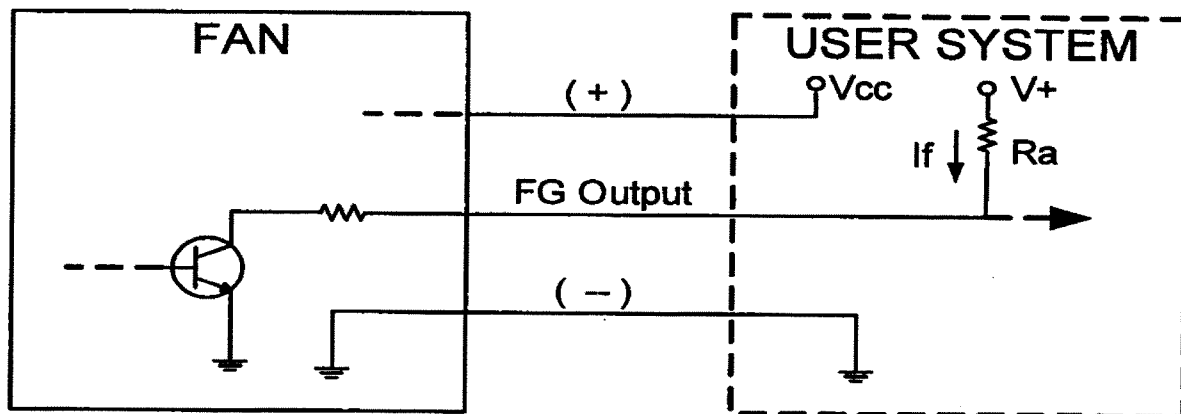 FAN
USER SYSTEM
( + )
Vcc
V+
If
Ra
FG Output
( − )